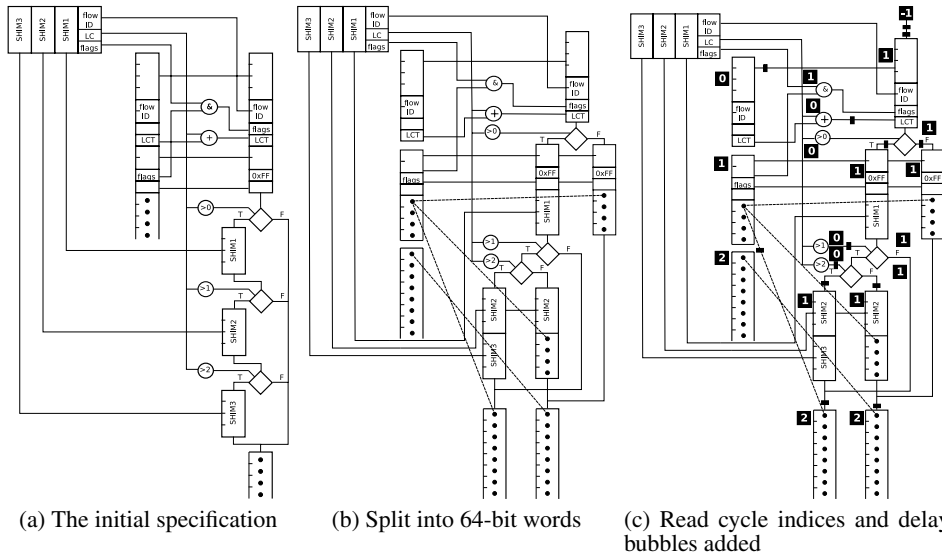 SHIM3 SHIM2 SHIM1 flow ID LC flags
flow ID flow ID
& flags
LCT + LCT
flags 0xFF
>0
T F
SHIM1
>1
T F
SHIM2
>2
T F
SHIM3
(a) The initial specification
SHIM3 SHIM2 SHIM1 flow ID LC flags
flow ID & flow ID
flags
LCT + LCT
>0
T F
flags 0xFF
SHIM1
>1
T F
>2
T F
SHIM2 SHIM2
SHIM3
(b) Split into 64-bit words
SHIM3 SHIM2 SHIM1 flow ID LC flags
-1
1
0 1
flow ID & flow ID
0 flags
LCT + LCT
>0
0
T F 1
1 1 1
flags 0xFF
SHIM1
0 1
>1
T F
0
>2 1
T F
2
1 1
SHIM2 SHIM2
SHIM3
2 2
(c) Read cycle indices and delay
bubbles added